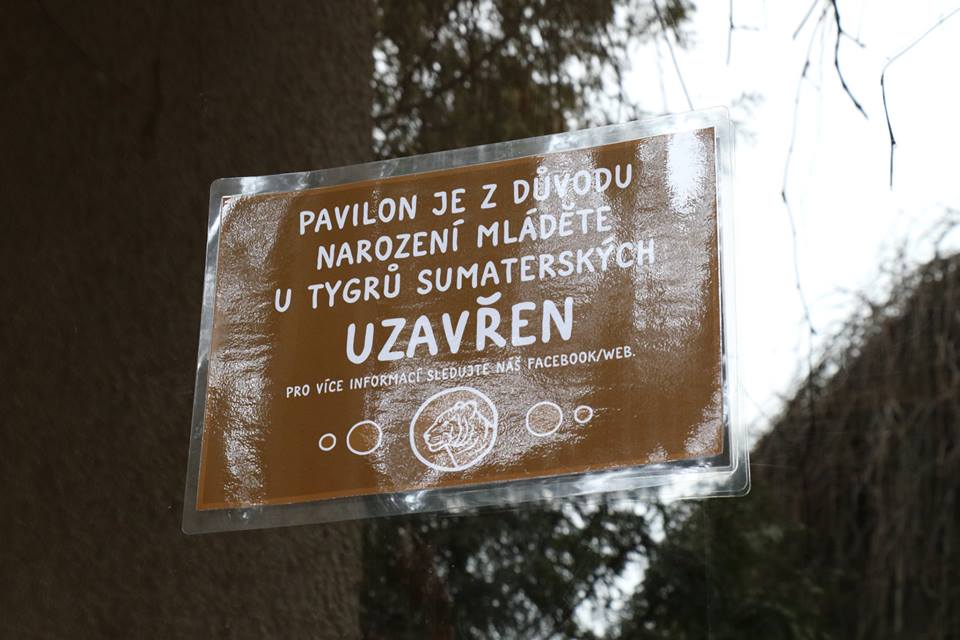 PAVILON JE Z DŮVODU
NAROZENÍ MLÁDĚTE
U TYGRŮ SUMATERSKÝCH
UZAVŘEN
PRO VÍCE INFORMACÍ SLEDUJTE NÁŠ FACEBOOK/WEB.